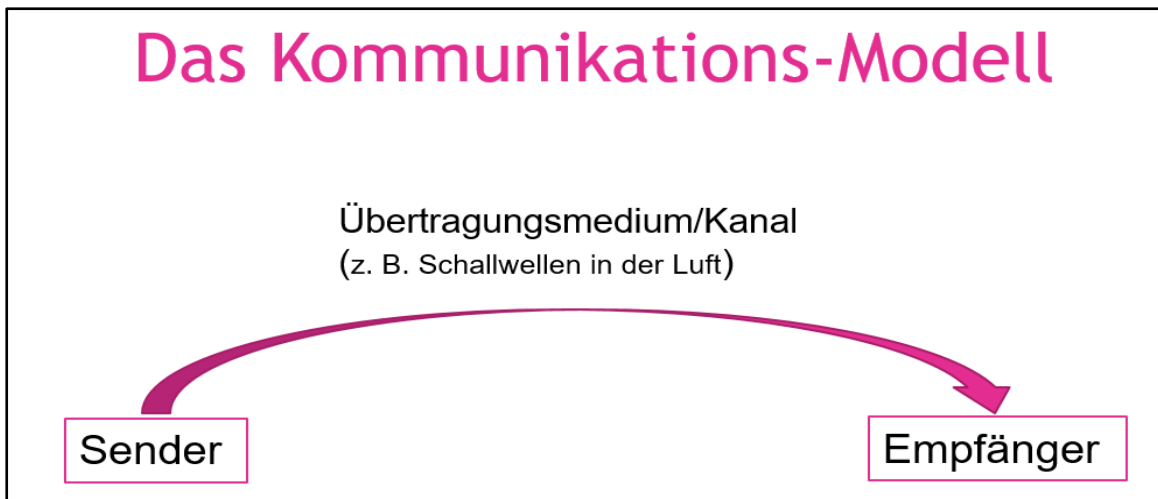 Das Kommunikations-Modell
Übertragungsmedium/Kanal
(z. B. Schallwellen in der Luft)
Sender
Empfänger